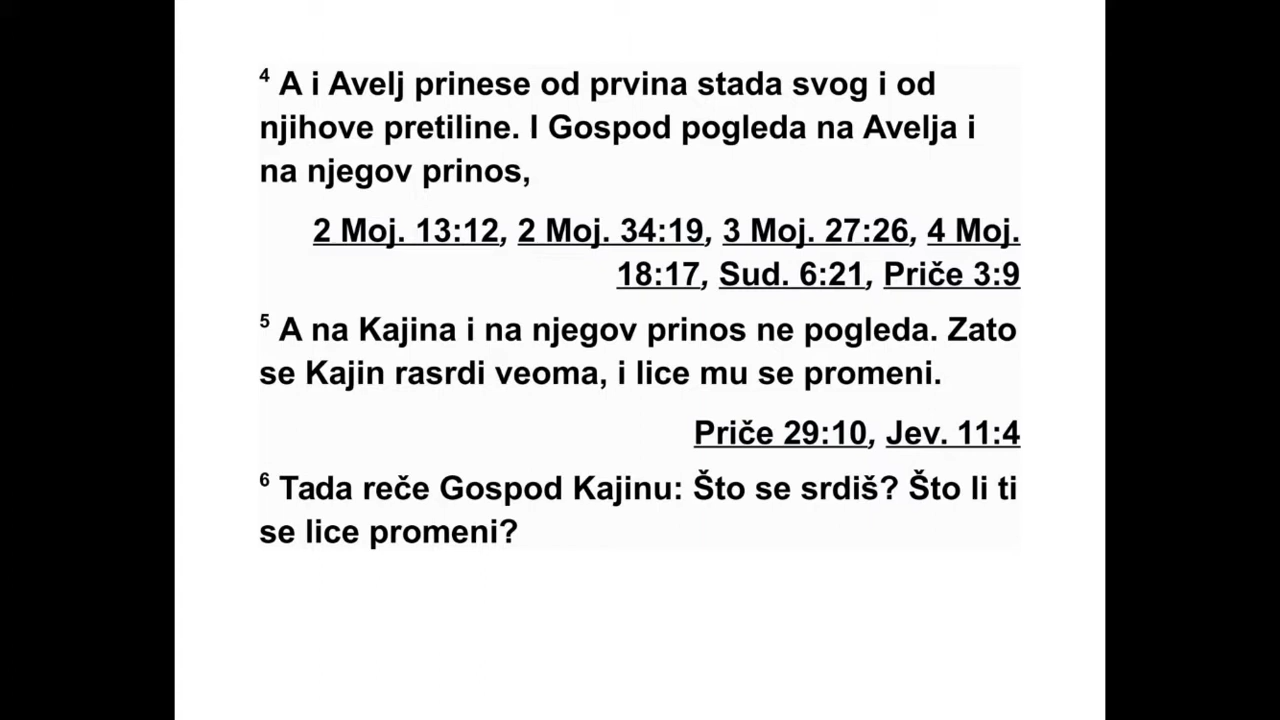 4 A i Avelj prinese od prvina stada svog i od
njihove pretiline. I Gospod pogleda na Avelja i
na njegov prinos,
2 Moj. 13:12, 2 Moj. 34:19, 3 Moj. 27:26, 4 Moj.
18:17, Sud. 6:21, Priče 3:9
5 A na Kajina i na njegov prinos ne pogleda. Zato
se Kajin rasrdi veoma, i lice mu se promeni.
Priče 29:10, Jev. 11:4
6 Tada reče Gospod Kajinu: Što se srdiš? Što li ti
se lice promeni?